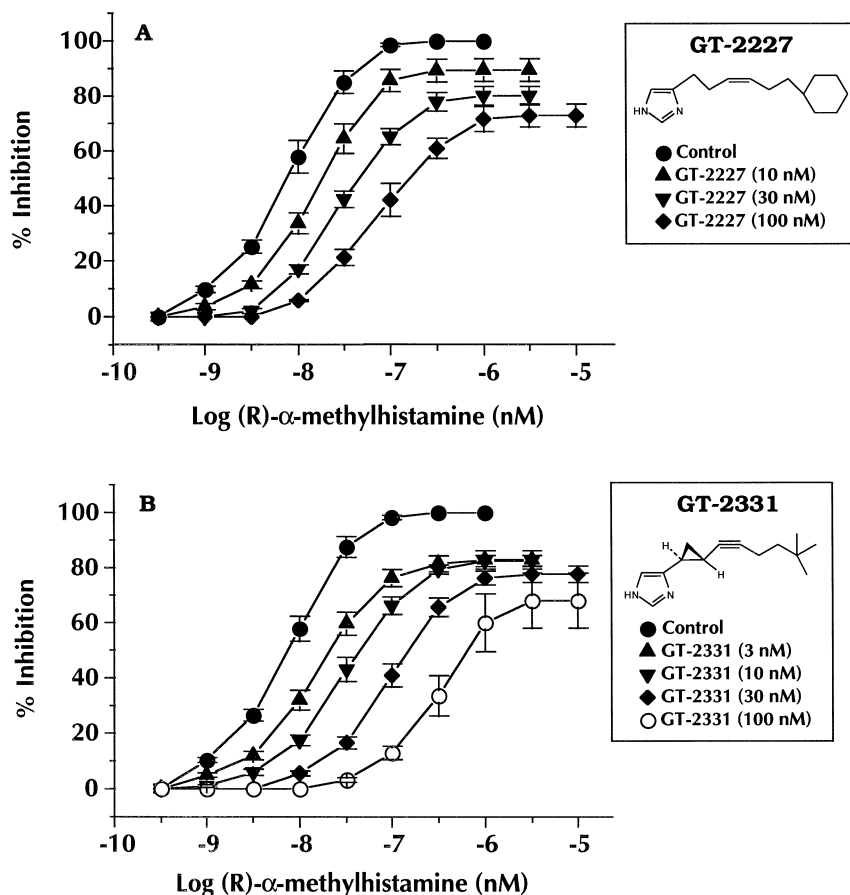 A
% Inhibition
100
80
60
40
20
0
-10 -9 -8 -7 -6 -5
Log (R)-α-methylhistamine (nM)
GT-2227
HN N
Control
GT-2227 (10 nM)
GT-2227 (30 nM)
GT-2227 (100 nM)
B
% Inhibition
100
80
60
40
20
0
-10 -9 -8 -7 -6 -5
Log (R)-α-methylhistamine (nM)
GT-2331
H
H
HN N
Control
GT-2331 (3 nM)
GT-2331 (10 nM)
GT-2331 (30 nM)
GT-2331 (100 nM)